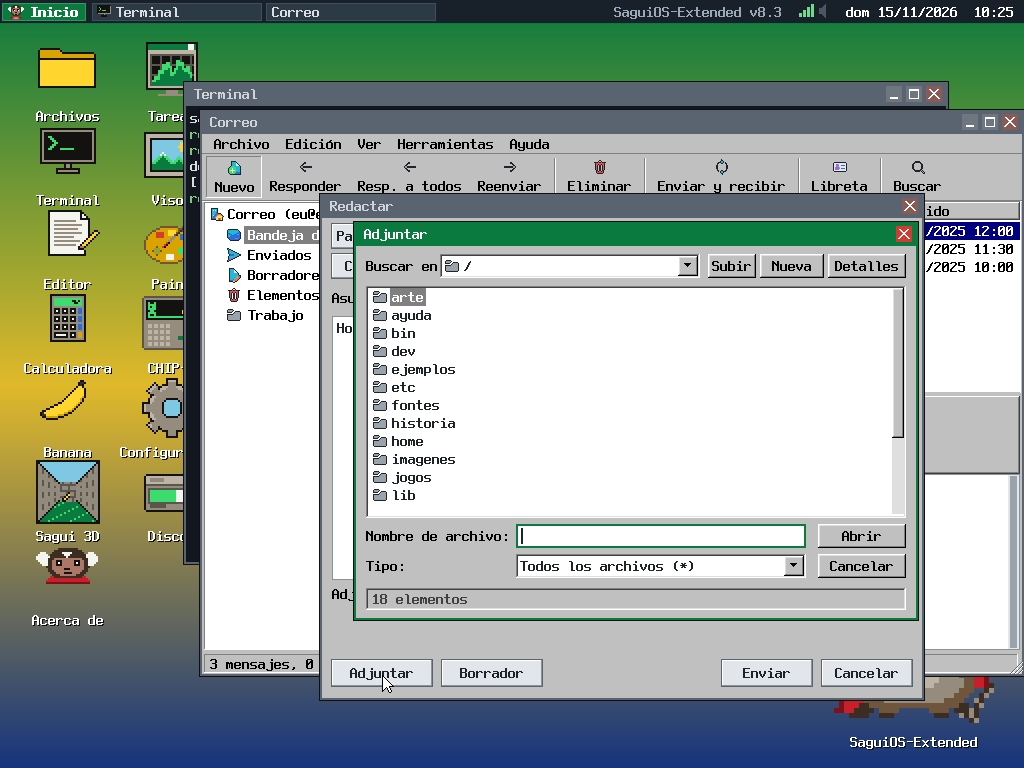 Inicio
Terminal
Correo
SaguiOS-Extended v8.3
dom 15/11/2026 10:25
Archivos
Terminal
Editor
Calculadora
Banana
Sagui 3D
Acerca de
SaguiOS-Extended
Terminal
Correo
Archivo Edición Ver Herramientas Ayuda
Nuevo Responder Resp. a todos Reenviar Eliminar Enviar y recibir Libreta Buscar
Correo
Bandeja
Enviados
Borradore
Elementos
Trabajo
/2025 12:00
/2025 11:30
/2025 10:00
3 mensajes, 0
Redactar
Adjuntar Borrador Enviar Cancelar
Adjuntar
Buscar en / Subir Nueva Detalles
arte
ayuda
bin
dev
ejemplos
etc
fontes
historia
home
imagenes
jogos
lib
Nombre de archivo: Abrir
Tipo: Todos los archivos (*) Cancelar
18 elementos